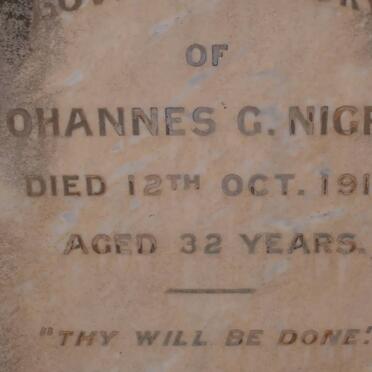 OF
OHANNES G. NIG
DIED 12TH OCT. 191
AGED 32 YEARS.
"THY WILL BE DONE."